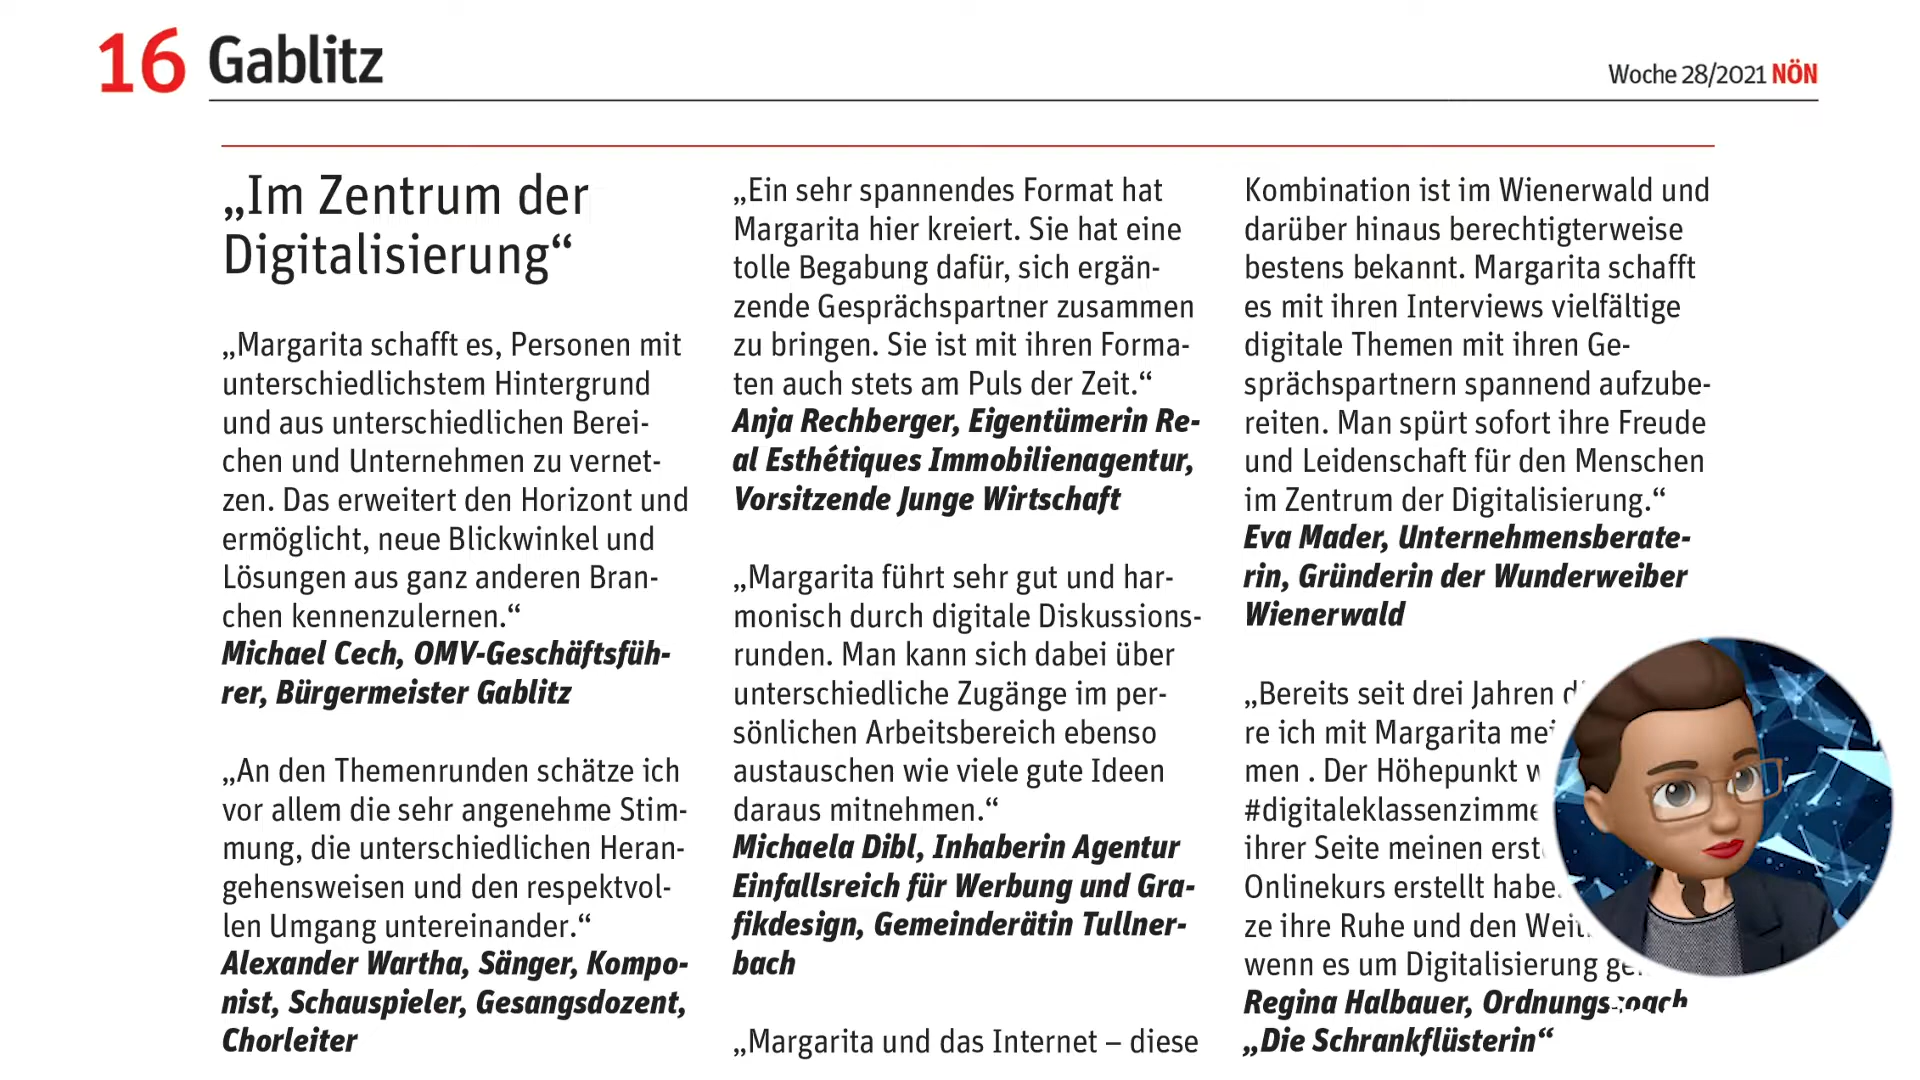 16 Gablitz
Woche 28/2021 NÖN
„Im Zentrum der
Digitalisierung“
„Margarita schafft es, Personen mit
unterschiedlichstem Hintergrund
und aus unterschiedlichen Berei-
chen und Unternehmen zu vernet-
zen. Das erweitert den Horizont und
ermöglicht, neue Blickwinkel und
Lösungen aus ganz anderen Bran-
chen kennenzulernen.“
Michael Cech, OMV-Geschäftsfüh-
rer, Bürgermeister Gablitz
„An den Themenrunden schätze ich
vor allem die sehr angenehme Stim-
mung, die unterschiedlichen Heran-
gehensweisen und den respektvol-
len Umgang untereinander.“
Alexander Wartha, Sänger, Kompo-
nist, Schauspieler, Gesangsdozent,
Chorleiter
„Ein sehr spannendes Format hat
Margarita hier kreiert. Sie hat eine
tolle Begabung dafür, sich ergän-
zende Gesprächspartner zusammen
zu bringen. Sie ist mit ihren Forma-
ten auch stets am Puls der Zeit.“
Anja Rechberger, Eigentümerin Re-
al Esthétiques Immobilienagentur,
Vorsitzende Junge Wirtschaft
„Margarita führt sehr gut und har-
monisch durch digitale Diskussions-
runden. Man kann sich dabei über
unterschiedliche Zugänge im per-
sönlichen Arbeitsbereich ebenso
austauschen wie viele gute Ideen
daraus mitnehmen.“
Michaela Dibl, Inhaberin Agentur
Einfallsreich für Werbung und Gra-
fikdesign, Gemeinderätin Tullner-
bach
„Margarita und das Internet – diese
Kombination ist im Wienerwald und
darüber hinaus berechtigterweise
bestens bekannt. Margarita schafft
es mit ihren Interviews vielfältige
digitale Themen mit ihren Ge-
sprächspartnern spannend aufzube-
reiten. Man spürt sofort ihre Freude
und Leidenschaft für den Menschen
im Zentrum der Digitalisierung.“
Eva Mader, Unternehmensberate-
rin, Gründerin der Wunderweiber
Wienerwald
„Bereits seit drei Jahren
re ich mit Margarita
men . Der Höhepunkt
#digitaleklassenzimme
ihrer Seite meinen
Onlinekurs erstellt habe
ze ihre Ruhe und den
wenn es um Digitalisierung
Regina Halbauer, Ordnungscoach
„Die Schrankflüsterin“